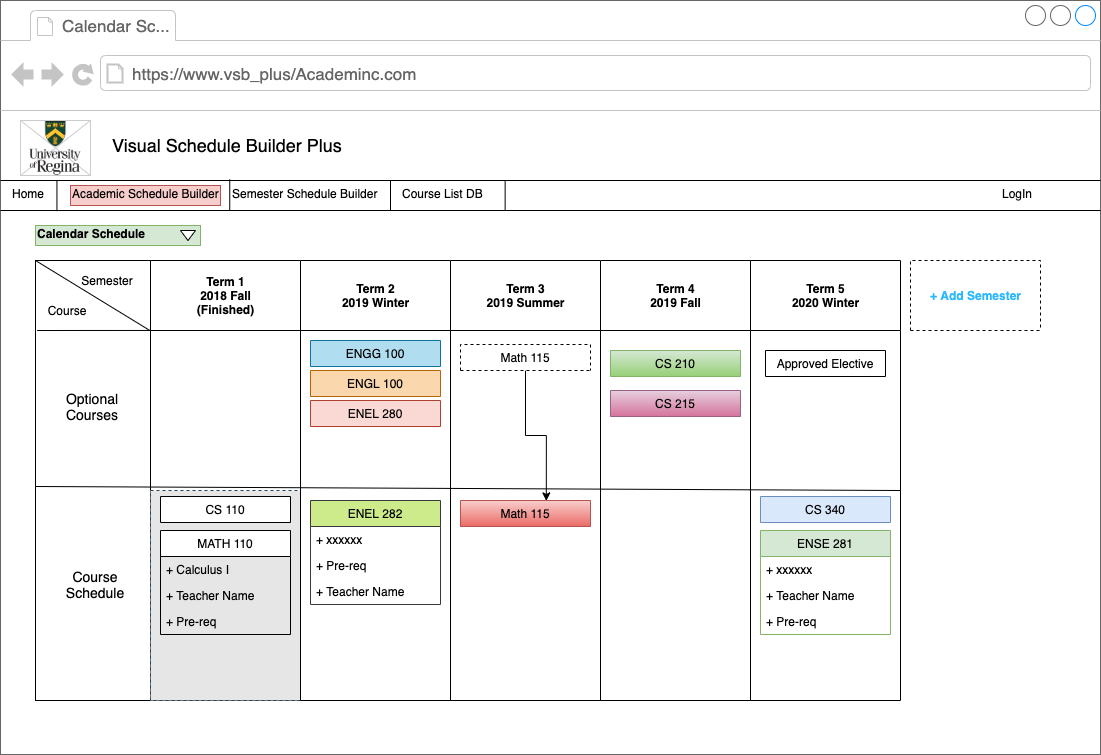 Calendar Sc...
https://www.vsb_plus/Academinc.com
University
of Regina
Visual Schedule Builder Plus
Home
Academic Schedule Builder
Semester Schedule Builder
Course List DB
LogIn
Calendar Schedule
Semester
Course
Term 1
2018 Fall
(Finished)
Term 2
2019 Winter
Term 3
2019 Summer
Term 4
2019 Fall
Term 5
2020 Winter
+ Add Semester
Optional
Courses
ENGG 100
ENGL 100
ENEL 280
Math 115
CS 210
CS 215
Approved Elective
Course
Schedule
CS 110
MATH 110
+ Calculus I
+ Teacher Name
+ Pre-req
ENEL 282
+ xxxxxx
+ Pre-req
+ Teacher Name
Math 115
CS 340
ENSE 281
+ xxxxxx
+ Teacher Name
+ Pre-req